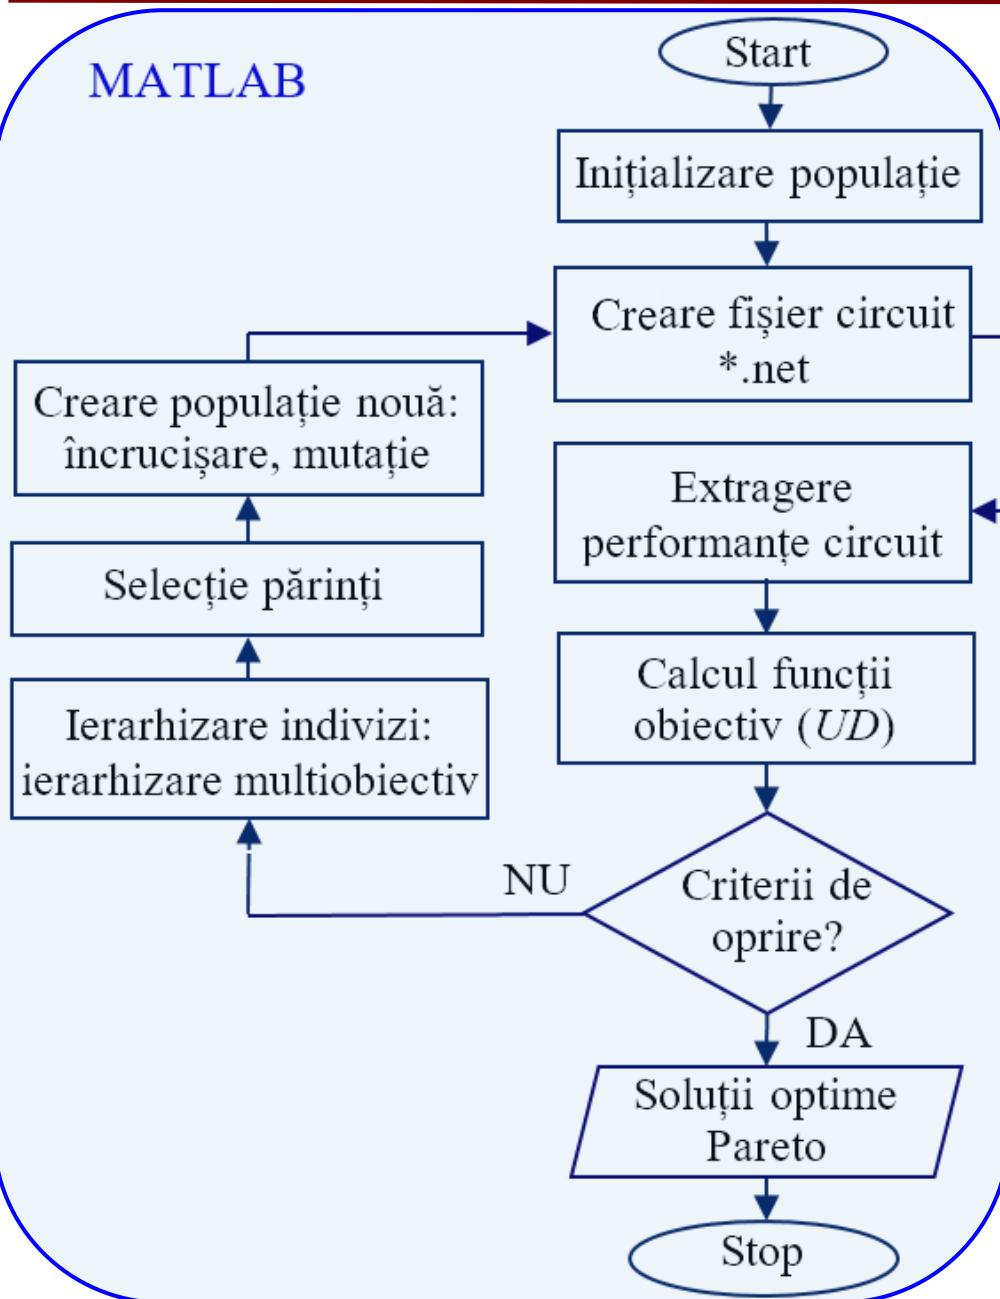 MATLAB
Start
Inițializare populație
Creare fișier circuit
*.net
Extragere
performanțe circuit
Calcul funcții
obiectiv (UD)
Criterii de
oprire?
NU
Ierarhizare indivizi:
ierarhizare multiobiectiv
Selecție părinți
Creare populație nouă:
încrucișare, mutație
DA
Soluții optime
Pareto
Stop